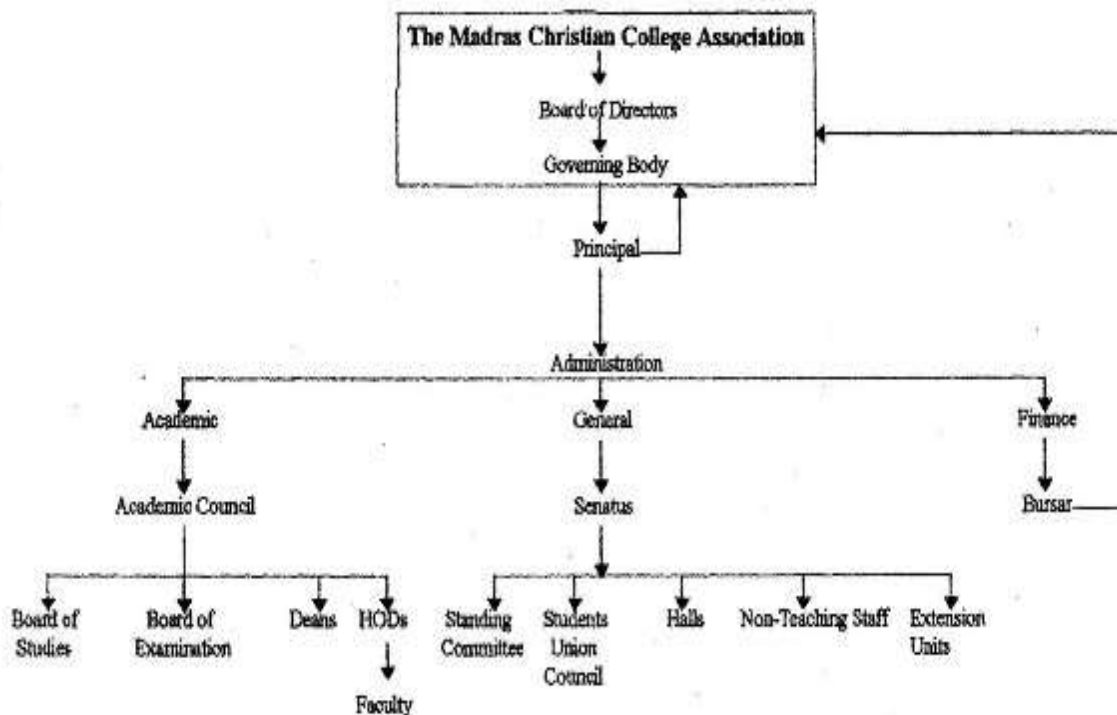 The Madras Christian College Association
Board of Directors
Governing Body
Principal
Administration
Academic
General
Finance
Academic Council
Senatus
Bursar
Board of
Studies
Board of
Examination
Deans
HODs
Faculty
Standing
Committee
Students
Union
Council
Halls
Non-Teaching Staff
Extension
Units